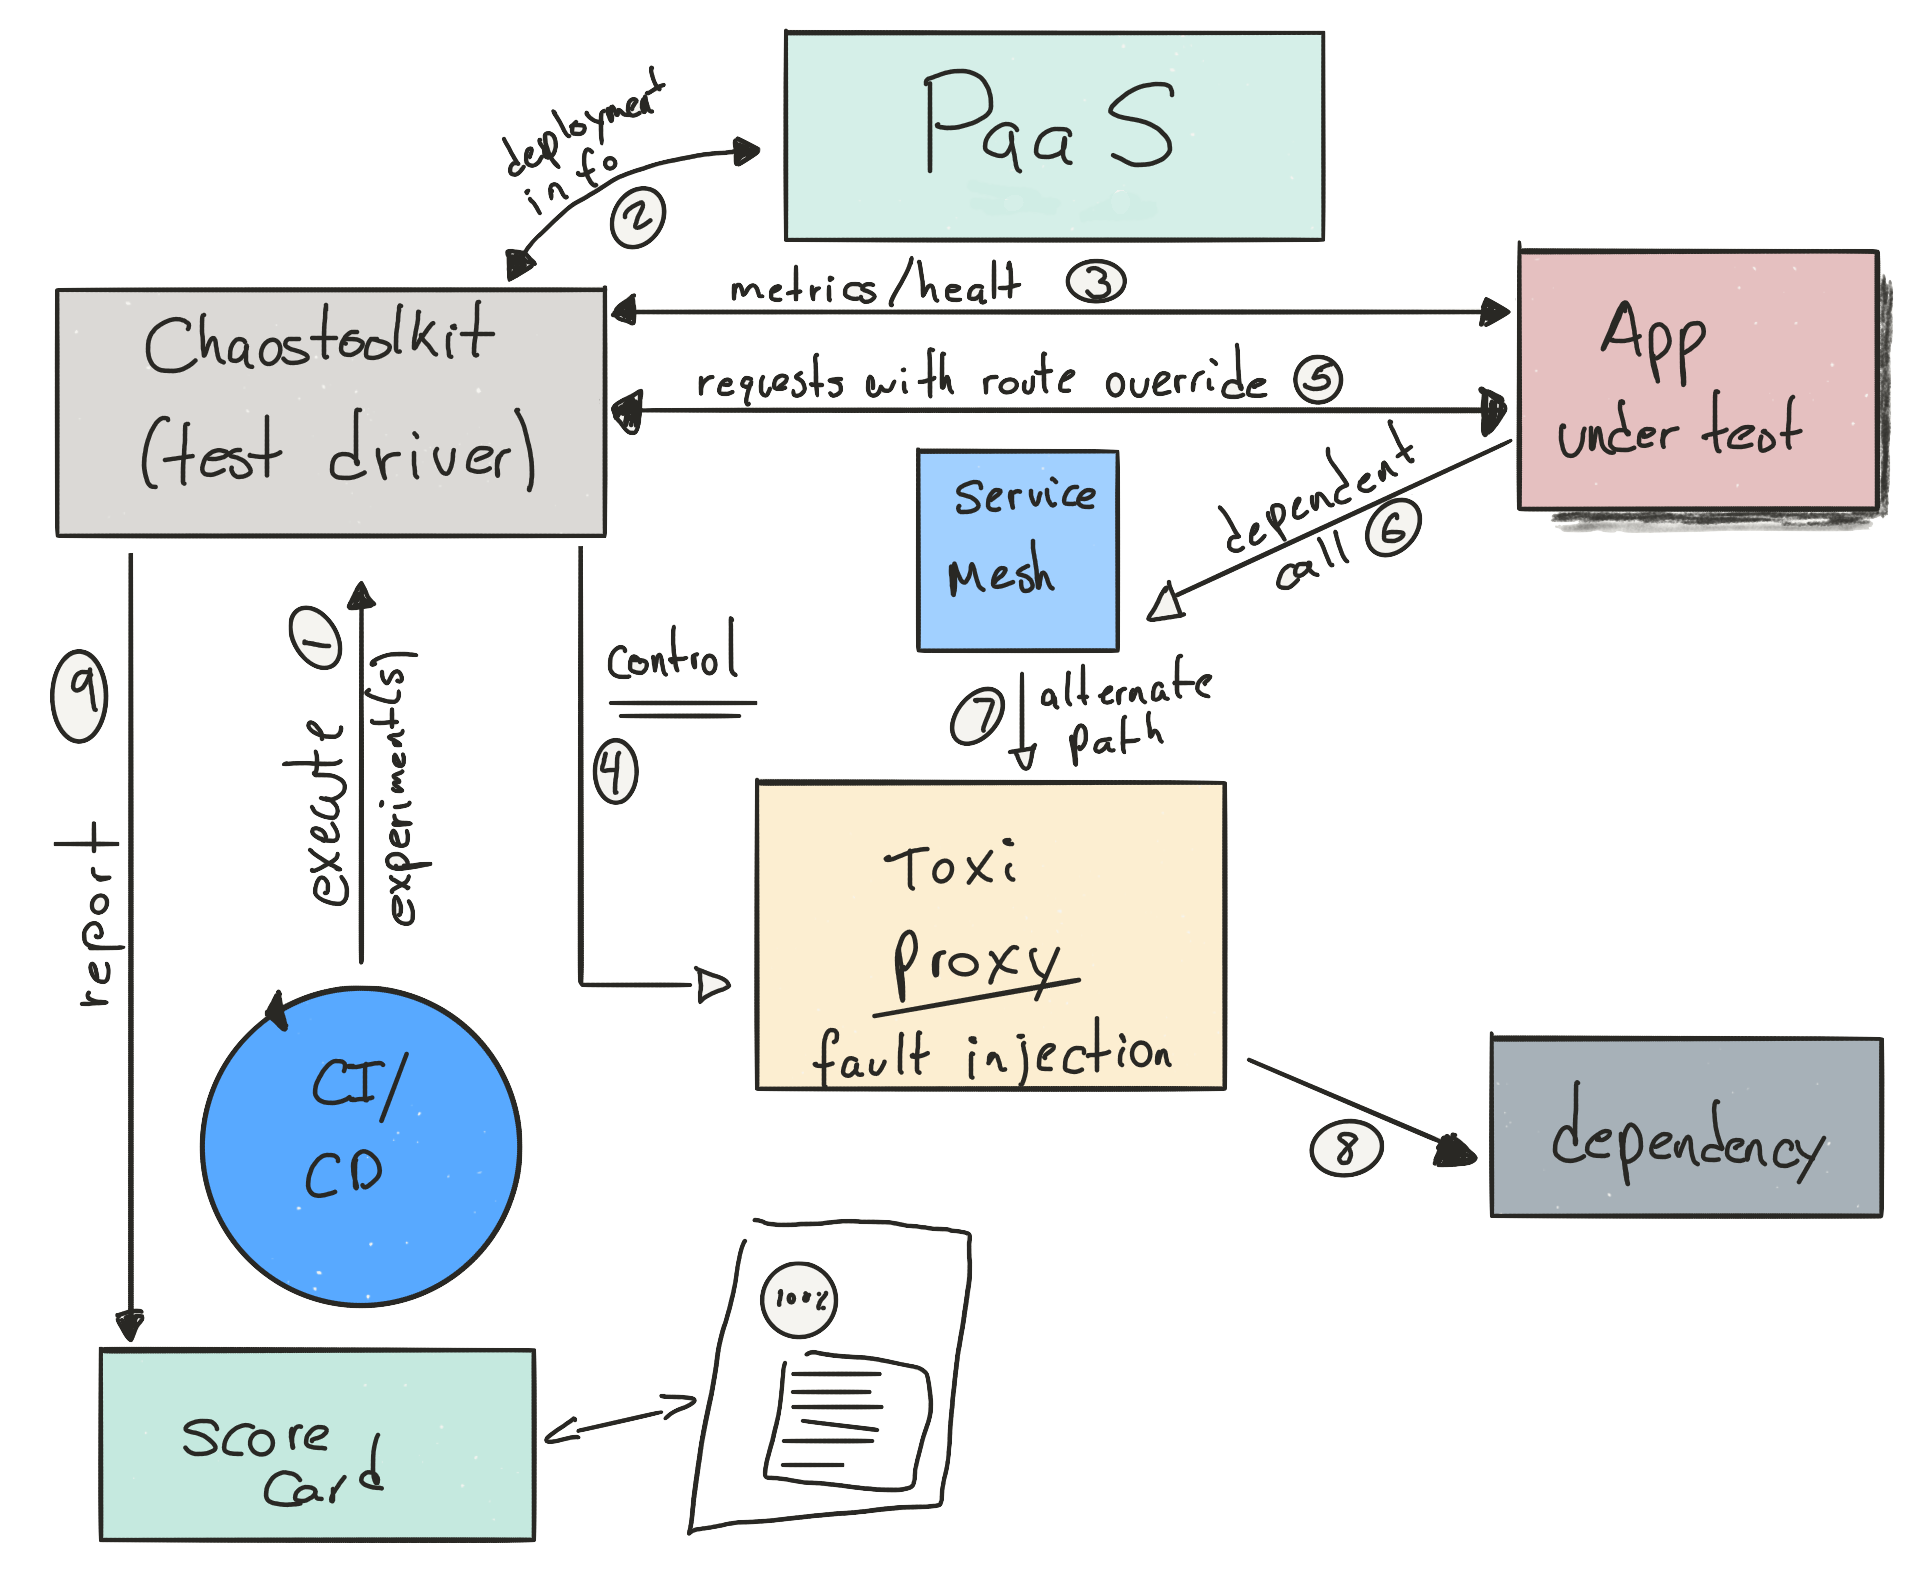 PaaS
deployment
info
2
metrics/healt 3
Chaostoolkit
(test driver)
requests with route override 5
App
under test
Service
Mesh
dependent
call 6
1
execute
experiment(s)
control
4
7 alternate
path
9
report
Toxi
Proxy
fault injection
CI/
CD
8
dependency
100%
Score
Card